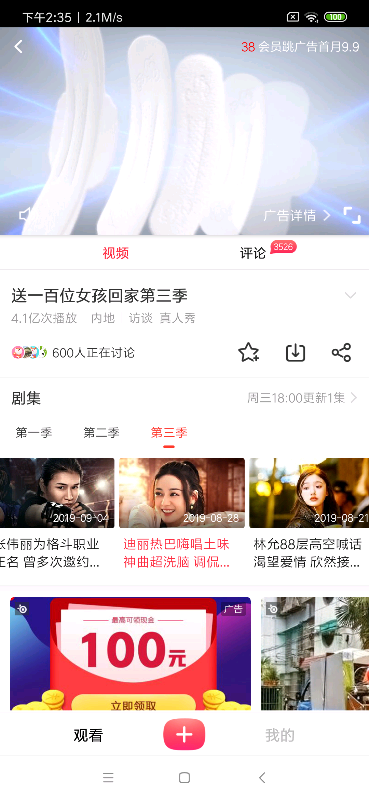 下午2:35 | 2.1M/s
100
38 会员跳广告首月9.9
广告详情
视频
评论
3526
送一百位女孩回家第三季
4.1亿次播放 内地 访谈 真人秀
600人正在讨论
剧集
周三18:00更新1集
第一季
第二季
第三季
2019-09-04
2019-08-28
2019-08-21
张伟丽为格斗职业
正名 曾多次邀约...
迪丽热巴嗨唱土味
神曲超洗脑 调侃...
林允88层高空喊话
渴望爱情 欣然接...
广告
最高可领现金
100元
立即领取
观看
我的